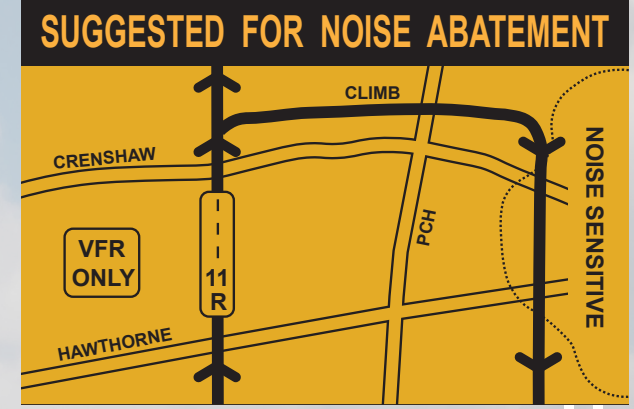 SUGGESTED FOR NOISE ABATEMENT
CLIMB
CRENSHAW
PCH
NOISE SENSITIVE
VFR
ONLY
11
R
HAWTHORNE